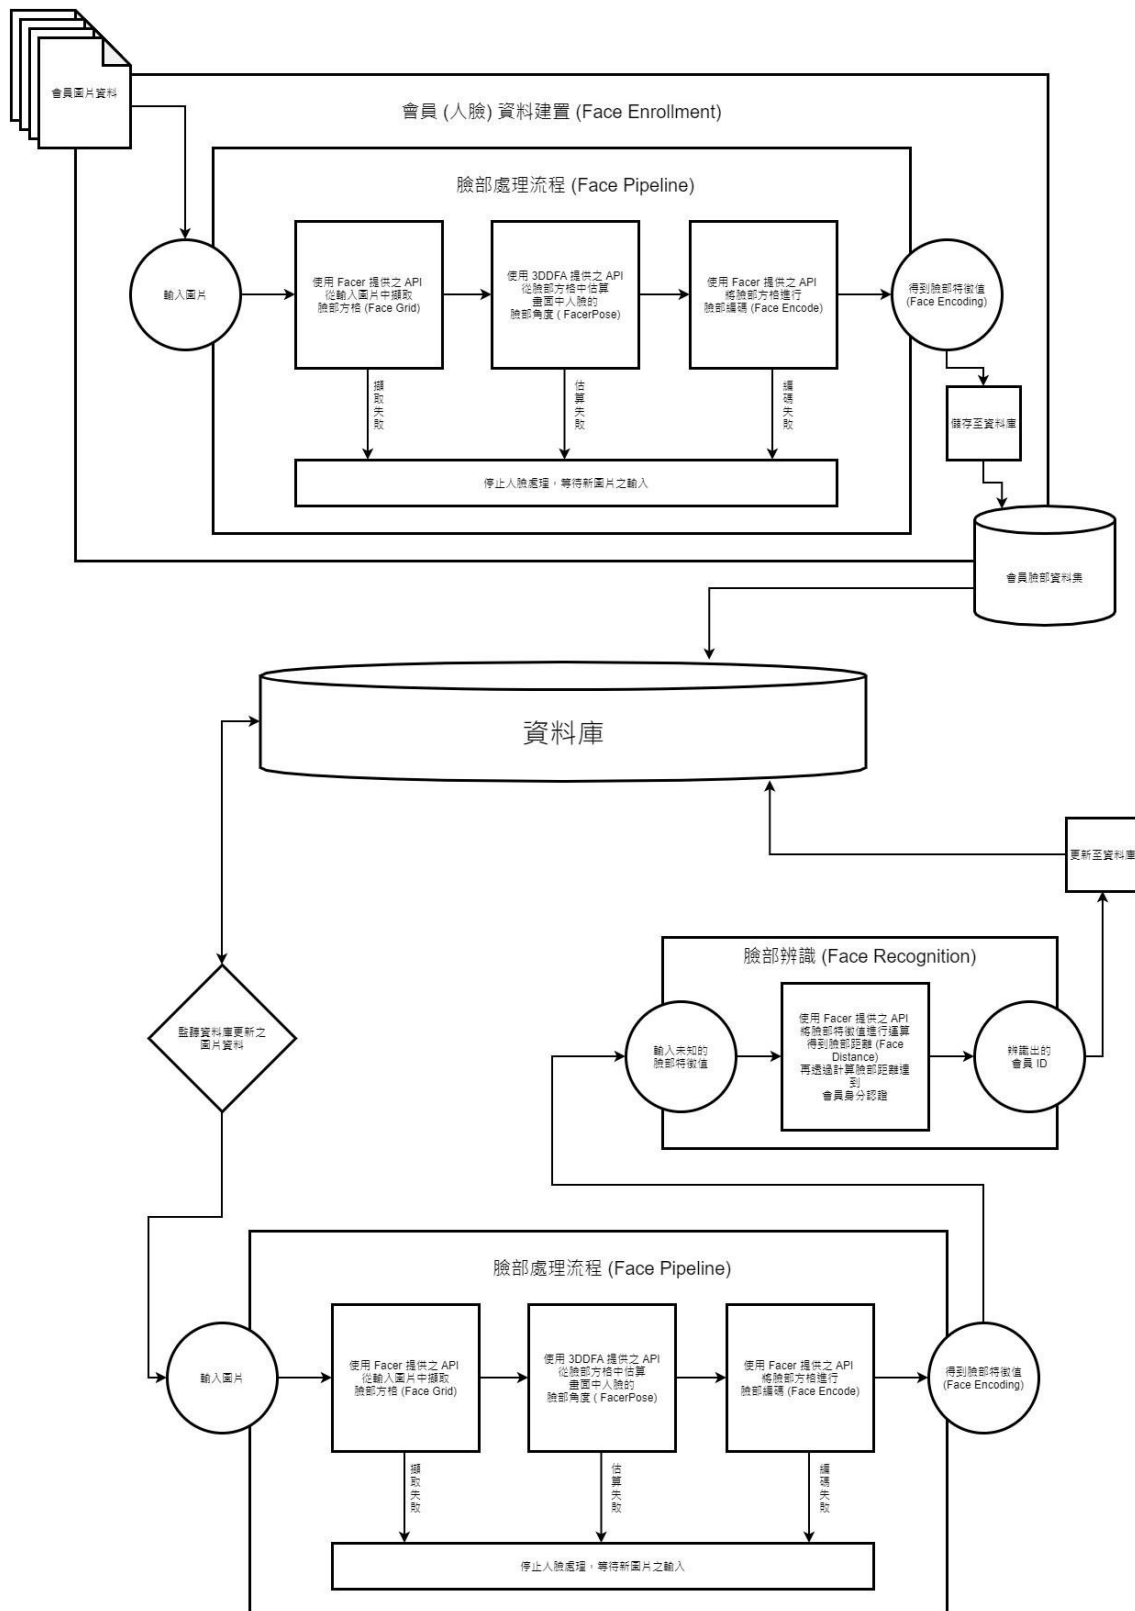 會員圖片資料
會員 (人臉) 資料建置 (Face Enrollment)
臉部處理流程 (Face Pipeline)
輸入圖片
使用 Facer 提供之 API
從輸入圖片中擷取
臉部方格 (Face Grid)
使用 3DDFA 提供之 API
從臉部方格中估算
畫面中人臉的
臉部角度 ( FacerPose)
使用 Facer 提供之 API
將臉部方格進行
臉部編碼 (Face Encode)
得到臉部特徵值
(Face Encoding)
擷取失敗
估算失敗
編碼失敗
儲存至資料庫
停止人臉處理，等待新圖片之輸入
會員臉部資料集
資料庫
更新至資料庫
臉部辨識 (Face Recognition)
監聽資料庫更新之
圖片資料
輸入未知的
臉部特徵值
使用 Facer 提供之 API
將臉部特徵值進行運算
得到臉部距離 (Face
Distance)
再透過計算臉部距離達
到
會員身分認證
辨識出的
會員 ID
臉部處理流程 (Face Pipeline)
輸入圖片
使用 Facer 提供之 API
從輸入圖片中擷取
臉部方格 (Face Grid)
使用 3DDFA 提供之 API
從臉部方格中估算
畫面中人臉的
臉部角度 ( FacerPose)
使用 Facer 提供之 API
將臉部方格進行
臉部編碼 (Face Encode)
得到臉部特徵值
(Face Encoding)
擷取失敗
估算失敗
編碼失敗
停止人臉處理，等待新圖片之輸入